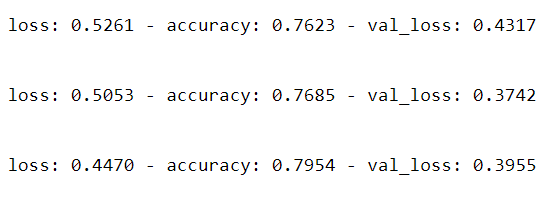 loss: 0.5261 - accuracy: 0.7623 - val_loss: 0.4317
loss: 0.5053 - accuracy: 0.7685 - val_loss: 0.3742
loss: 0.4470 - accuracy: 0.7954 - val_loss: 0.3955